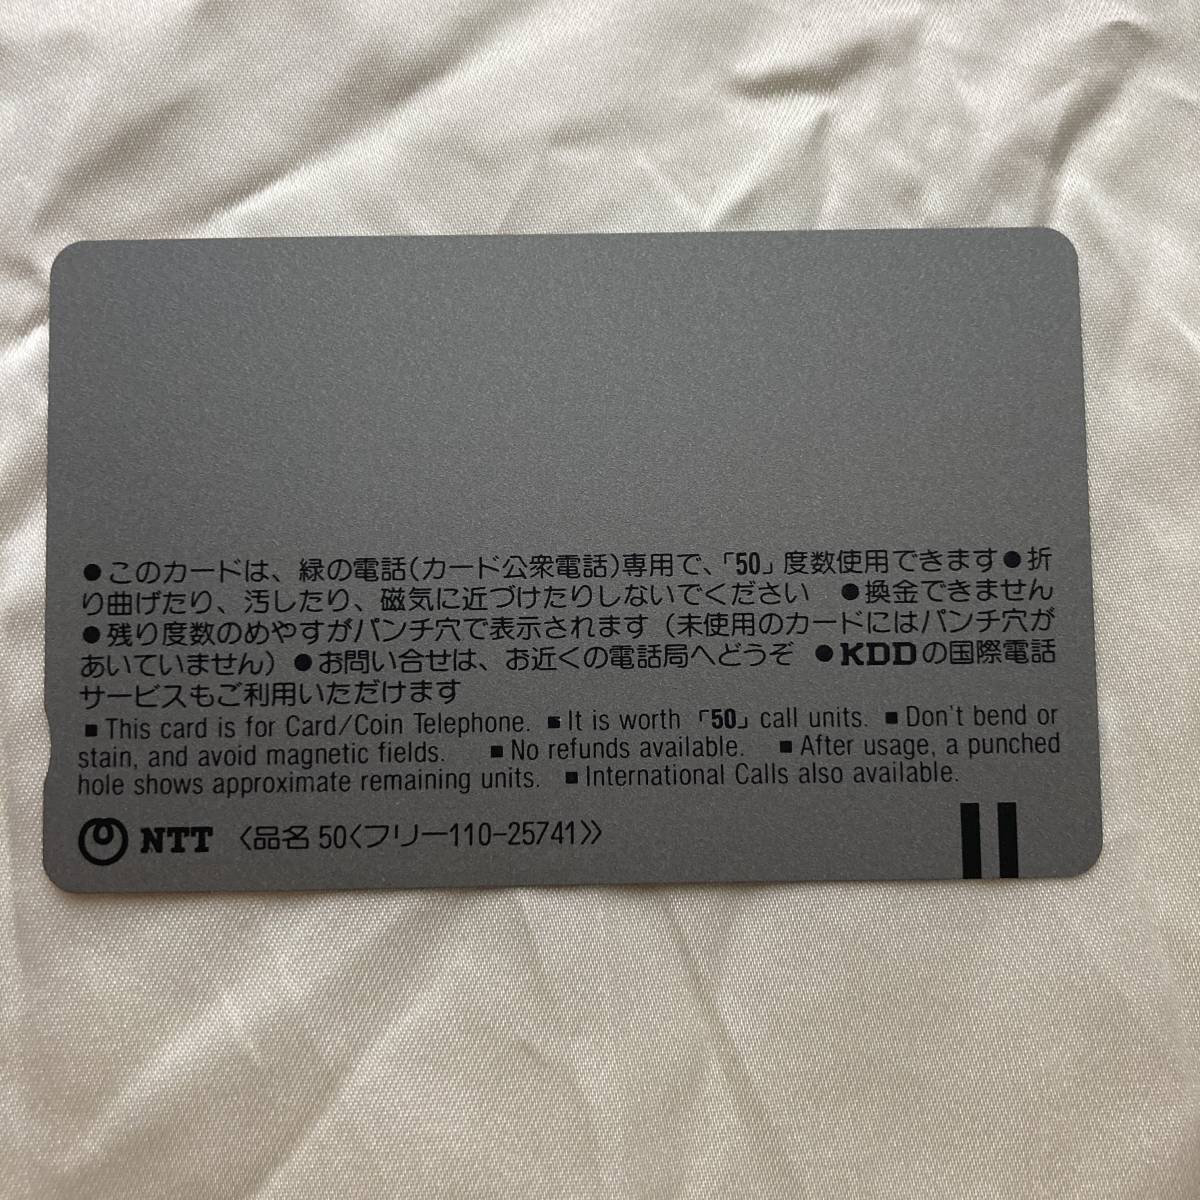 ●このカードは、緑の電話(カード公衆電話)専用で、「50」度数使用できます●折
り曲げたり、汚したり、磁気に近づけたりしないでください ●換金できません
●残り度数のめやすがパンチ穴で表示されます(未使用のカードにはパンチ穴が
あいていません)●お問い合せは、お近くの電話局へどうぞ ●KDDの国際電話
サービスもご利用いただけます
■This card is for Card/Coin Telephone. ■It is worth「50」call units. ■Don't bend or
stain, and avoid magnetic fields. ■No refunds available. ■After usage, a punched
hole shows approximate remaining units. ■International Calls also available.
NTT 〈品名 50〈フリー110-25741〉〉